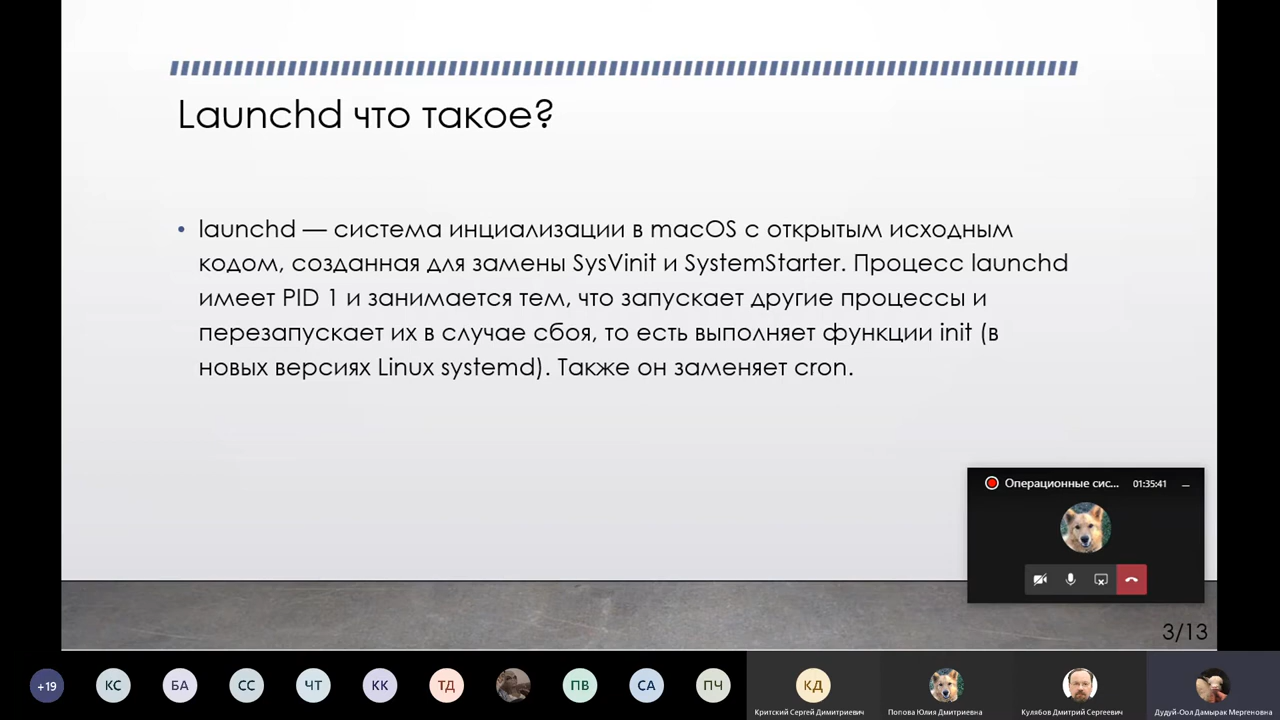 Launchd что такое?
• launchd — система инциализации в macOS с открытым исходным
кодом, созданная для замены SysVinit и SystemStarter. Процесс launchd
имеет PID 1 и занимается тем, что запускает другие процессы и
перезапускает их в случае сбоя, то есть выполняет функции init (в
новых версиях Linux systemd). Также он заменяет cron.
Операционные сис... 01:35:41
3/13
+19 КС БА СС ЧТ КК ТД ПВ СА ПЧ КД
Критский Сергей Димитриевич Попова Юлия Дмитриевна Кулябов Дмитрий Сергеевич Дудуй-Оол Дамырак Мергеновна